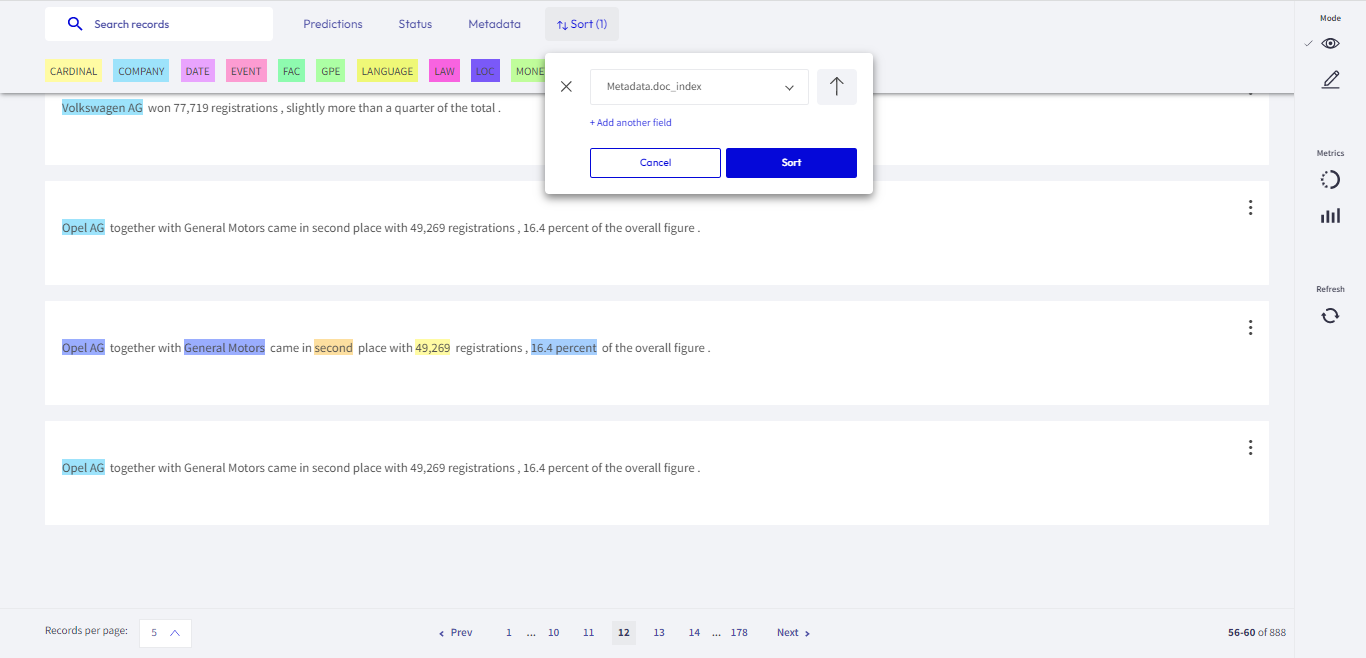 Search records
Predictions
Status
Metadata
Sort (1)
Mode
CARDINAL COMPANY DATE EVENT FAC GPE LANGUAGE LAW LOC MONE
Metadata.doc_index
+ Add another field
Cancel
Sort
Volkswagen AG won 77,719 registrations , slightly more than a quarter of the total .
Metrics
Opel AG together with General Motors came in second place with 49,269 registrations , 16.4 percent of the overall figure .
Refresh
Opel AG together with General Motors came in second place with 49,269 registrations , 16.4 percent of the overall figure .
Opel AG together with General Motors came in second place with 49,269 registrations , 16.4 percent of the overall figure .
Records per page: 5
Prev 1 ... 10 11 12 13 14 ... 178 Next
56-60 of 888